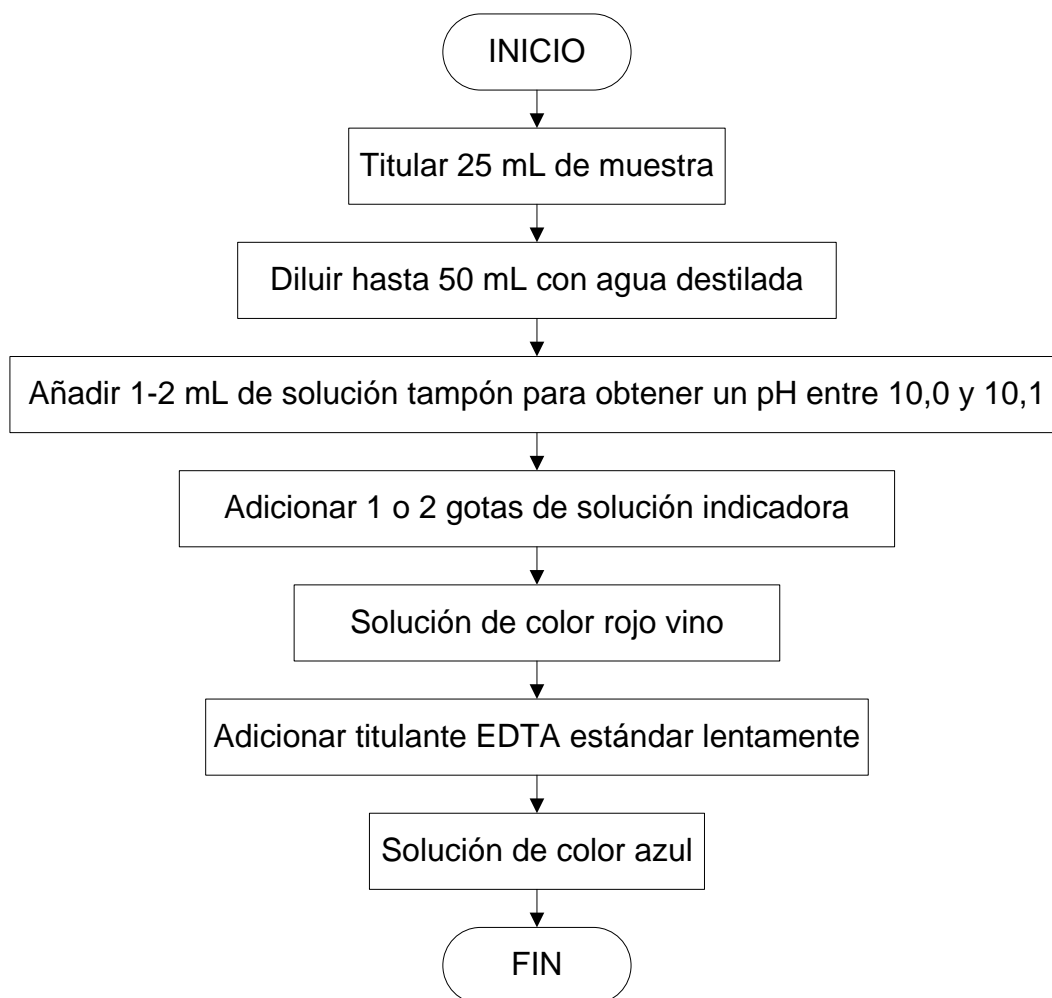 INICIO
Titular 25 mL de muestra
Diluir hasta 50 mL con agua destilada
Añadir 1-2 mL de solución tampón para obtener un pH entre 10,0 y 10,1
Adicionar 1 o 2 gotas de solución indicadora
Solución de color rojo vino
Adicionar titulante EDTA estándar lentamente
Solución de color azul
FIN